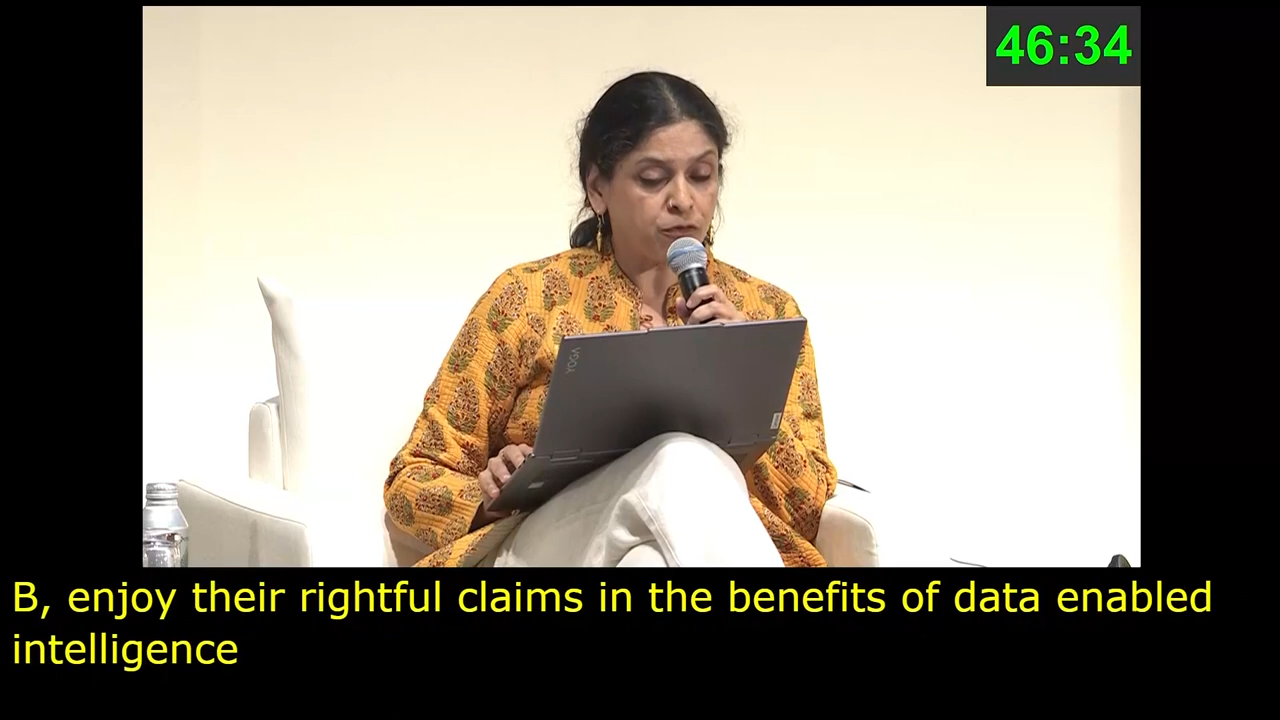 46:34
YOGA
B, enjoy their rightful claims in the benefits of data enabled
intelligence